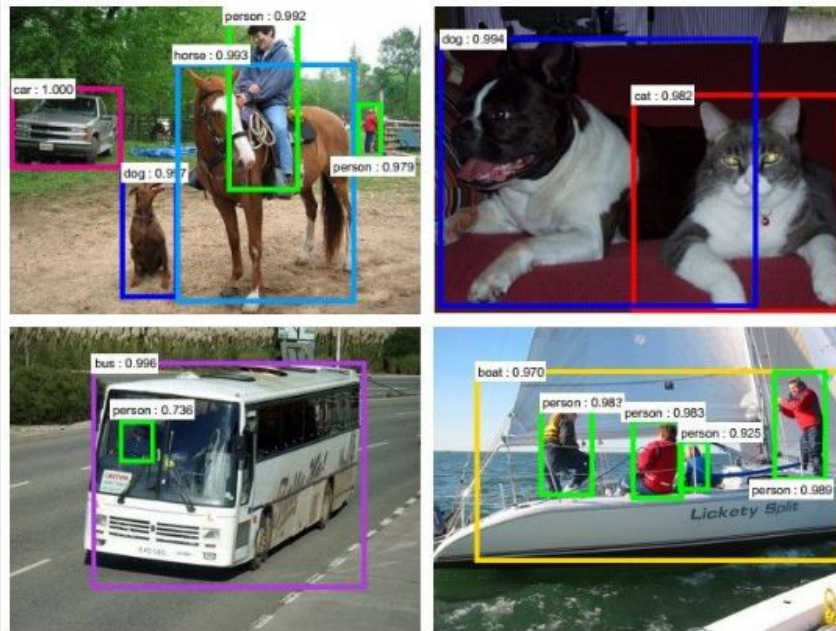 person : 0.992
horse : 0.993
car : 1.000
dog : 0.997
person : 0.979
dog : 0.994
cat : 0.982
bus : 0.996
person : 0.736
boat : 0.970
person : 0.983
person : 0.983
person : 0.925
person : 0.989
Lickety Split